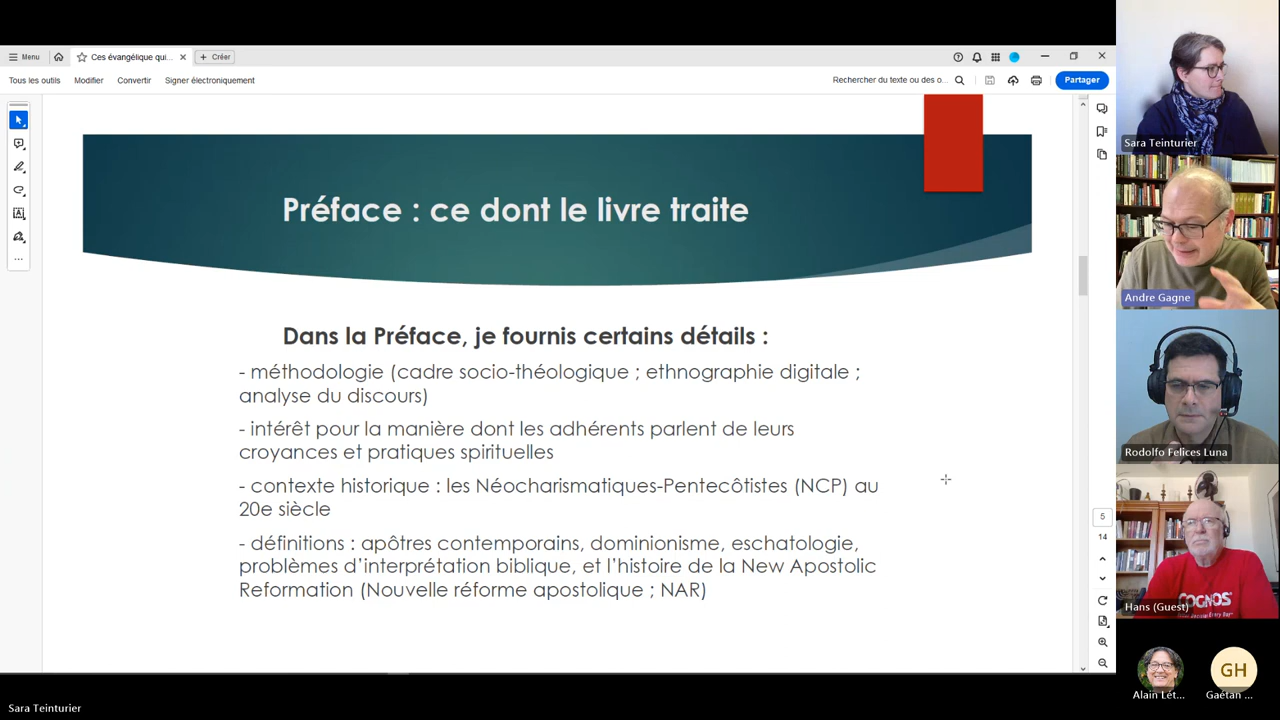 Menu
Ces évangélique qui...
Créer
Tous les outils
Modifier
Convertir
Signer électroniquement
Rechercher du texte ou des o...
Partager
Préface : ce dont le livre traite
Dans la Préface, je fournis certains détails :
- méthodologie (cadre socio-théologique ; ethnographie digitale ;
analyse du discours)
- intérêt pour la manière dont les adhérents parlent de leurs
croyances et pratiques spirituelles
- contexte historique : les Néocharismatiques-Pentecôtistes (NCP) au
20e siècle
- définitions : apôtres contemporains, dominionisme, eschatologie,
problèmes d'interprétation biblique, et l'histoire de la New Apostolic
Reformation (Nouvelle réforme apostolique ; NAR)
5
14
Sara Teinturier
Andre Gagne
Rodolfo Felices Luna
COGNOS
Hans (Guest)
GH
Alain Lét...
Gaétan ...
Sara Teinturier